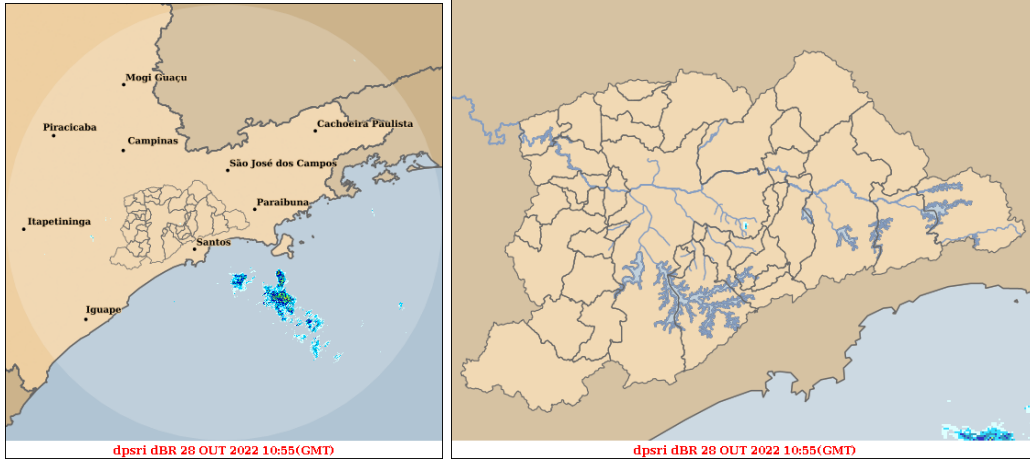 Mogi Guaçu
Piracicaba
Campinas
Cachoeira Paulista
São José dos Campos
Itapetininga
Paraibuna
Santos
Iguape
dpsri dBR 28 OUT 2022 10:55(GMT)
dpsri dBR 28 OUT 2022 10:55(GMT)